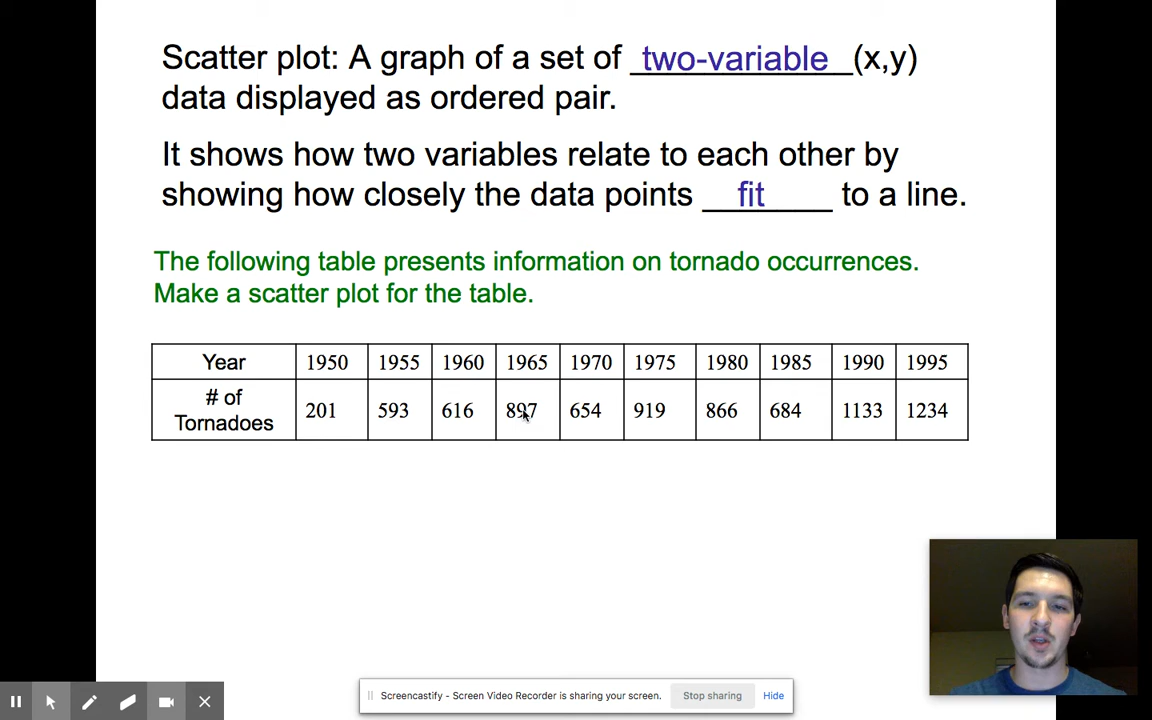 Scatter plot: A graph of a set of two-variable (x,y)
data displayed as ordered pair.
It shows how two variables relate to each other by
showing how closely the data points fit to a line.
The following table presents information on tornado occurrences.
Make a scatter plot for the table.
Year 1950 1955 1960 1965 1970 1975 1980 1985 1990 1995
# of
Tornadoes 201 593 616 897 654 919 866 684 1133 1234
Screencastify - Screen Video Recorder is sharing your screen. Stop sharing Hide